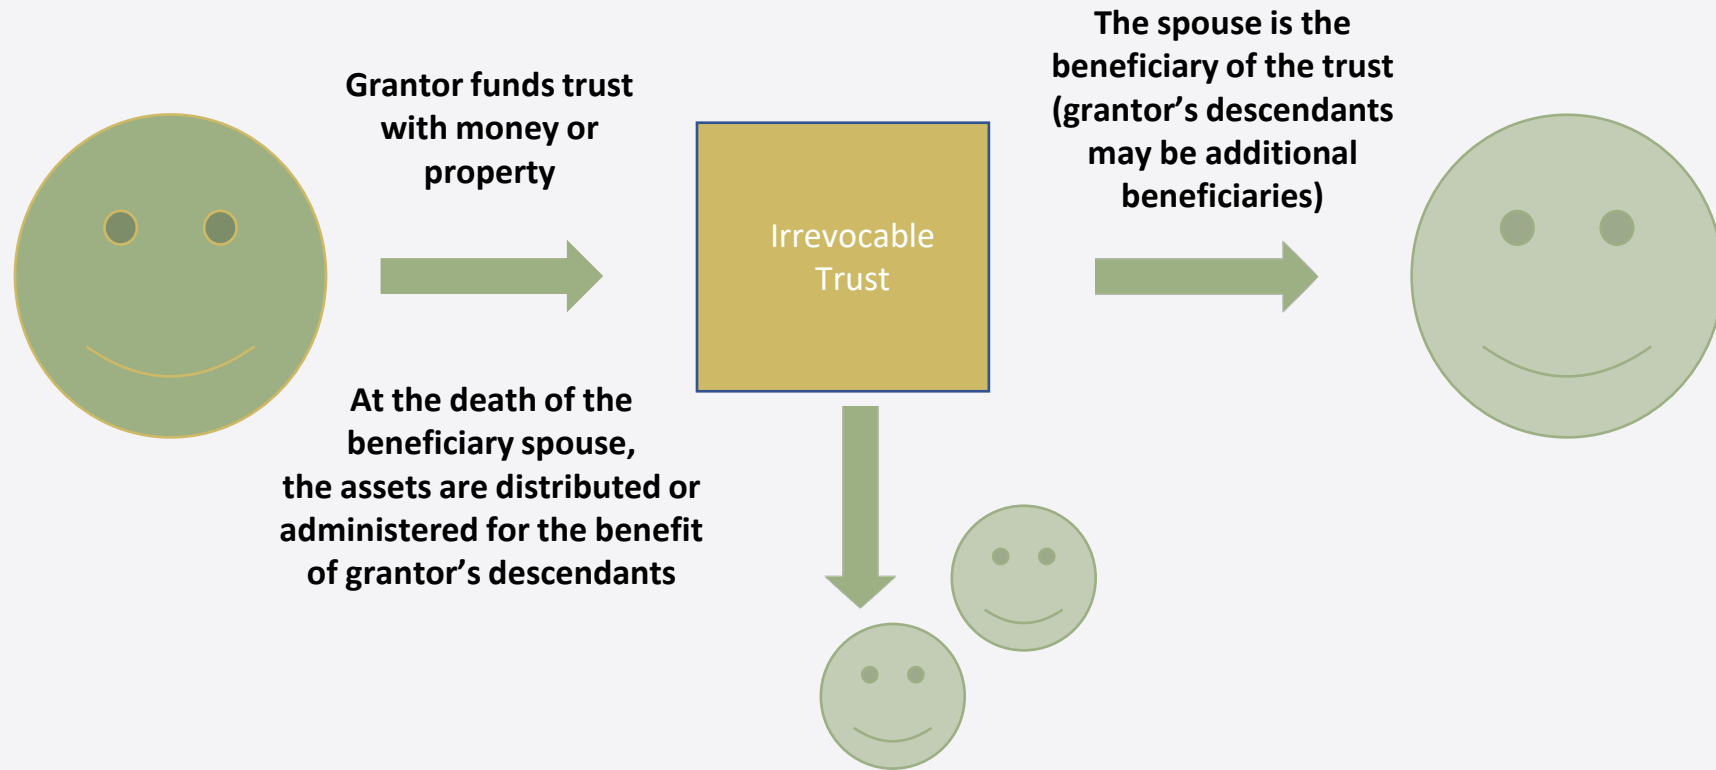 Grantor funds trust
with money or
property
Irrevocable
Trust
The spouse is the
beneficiary of the trust
(grantor’s descendants
may be additional
beneficiaries)
At the death of the
beneficiary spouse,
the assets are distributed or
administered for the benefit
of grantor’s descendants